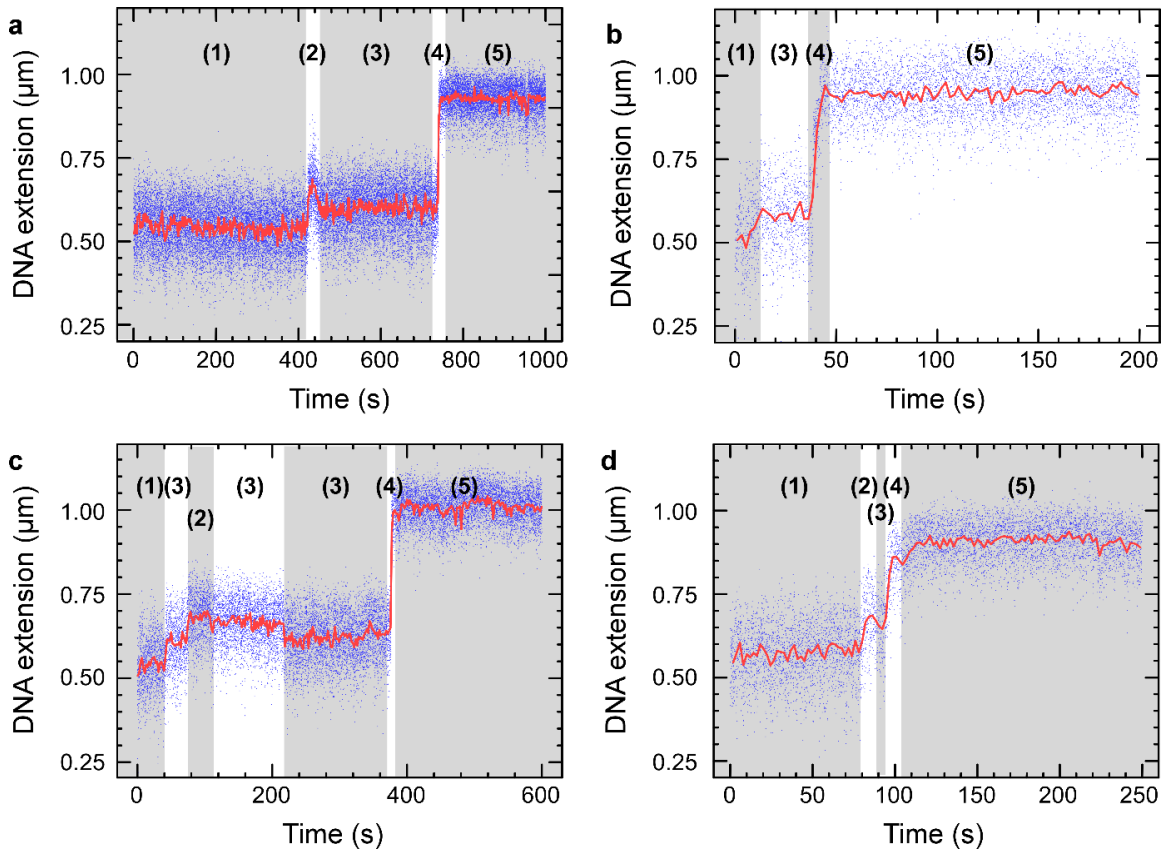 a
(1) (2) (3) (4) (5)
1.00
0.75
0.50
0.25
DNA extension (μm)
0 200 400 600 800 1000
Time (s)
b
(1) (3) (4) (5)
1.00
0.75
0.50
0.25
DNA extension (μm)
0 50 100 150 200
Time (s)
c
(1) (3) (2) (3) (3) (4) (5)
1.00
0.75
0.50
0.25
DNA extension (μm)
0 200 400 600
Time (s)
d
(1) (2) (3) (4) (5)
1.00
0.75
0.50
0.25
DNA extension (μm)
0 50 100 150 200 250
Time (s)